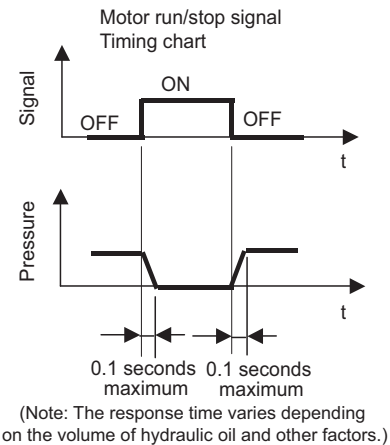 Motor run/stop signal
Timing chart
Signal
ON
OFF
OFF
t
Pressure
t
0.1 seconds
maximum
0.1 seconds
maximum
(Note: The response time varies depending
on the volume of hydraulic oil and other factors.)